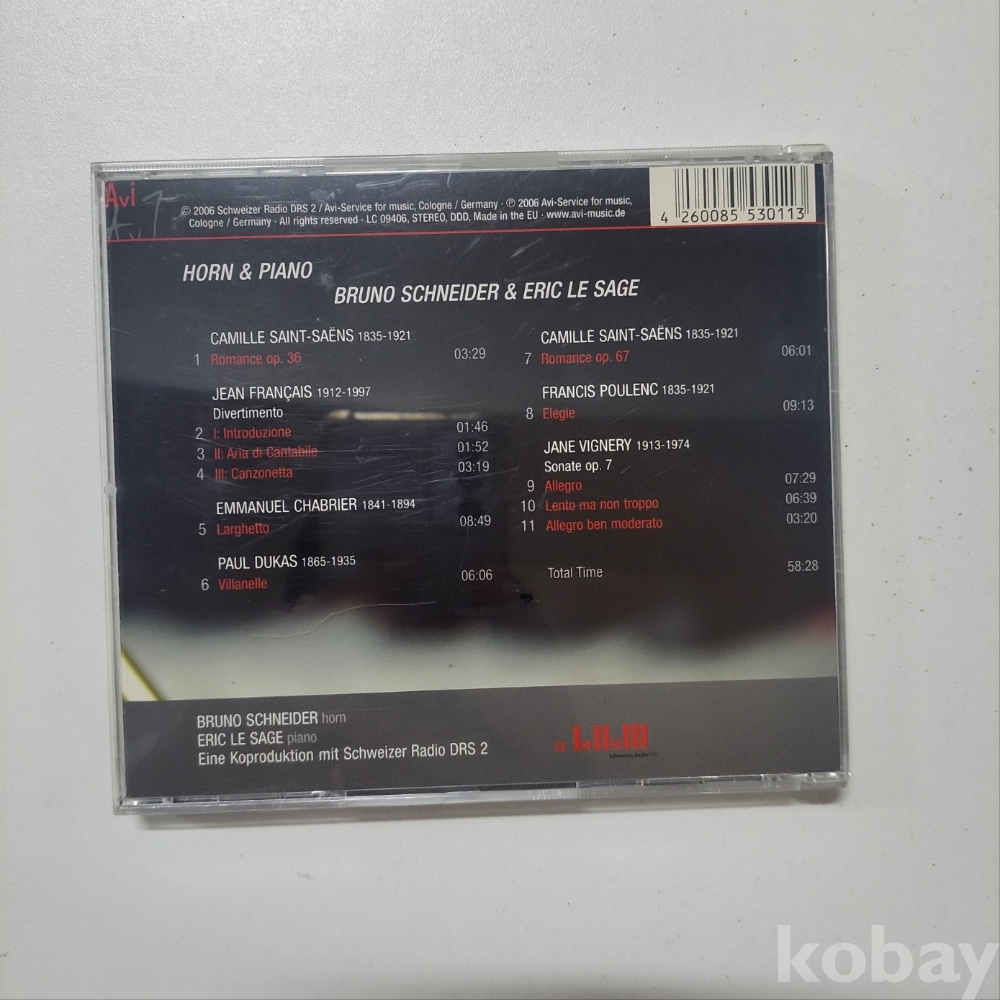 Avi
© 2006 Schweizer Radio DRS 2 / Avi-Service for music, Cologne / Germany · ℗ 2006 Avi-Service for music,
Cologne / Germany · All rights reserved · LC 09406, STEREO, DDD, Made in the EU · www.avi-music.de
4 260085 530113
HORN & PIANO
BRUNO SCHNEIDER & ERIC LE SAGE
CAMILLE SAINT-SAËNS 1835-1921
1 Romance op. 36 03:29
JEAN FRANÇAIS 1912-1997
Divertimento
2 I: Introduzione 01:46
3 II: Aria di Cantabile 01:52
4 III: Canzonetta 03:19
EMMANUEL CHABRIER 1841-1894
5 Larghetto 08:49
PAUL DUKAS 1865-1935
6 Villanelle 06:06
CAMILLE SAINT-SAËNS 1835-1921
7 Romance op. 67 06:01
FRANCIS POULENC 1835-1921
8 Elegie 09:13
JANE VIGNERY 1913-1974
Sonate op. 7
9 Allegro 07:29
10 Lento ma non troppo 06:39
11 Allegro ben moderato 03:20
Total Time 58:28
BRUNO SCHNEIDER horn
ERIC LE SAGE piano
Eine Koproduktion mit Schweizer Radio DRS 2
kobay